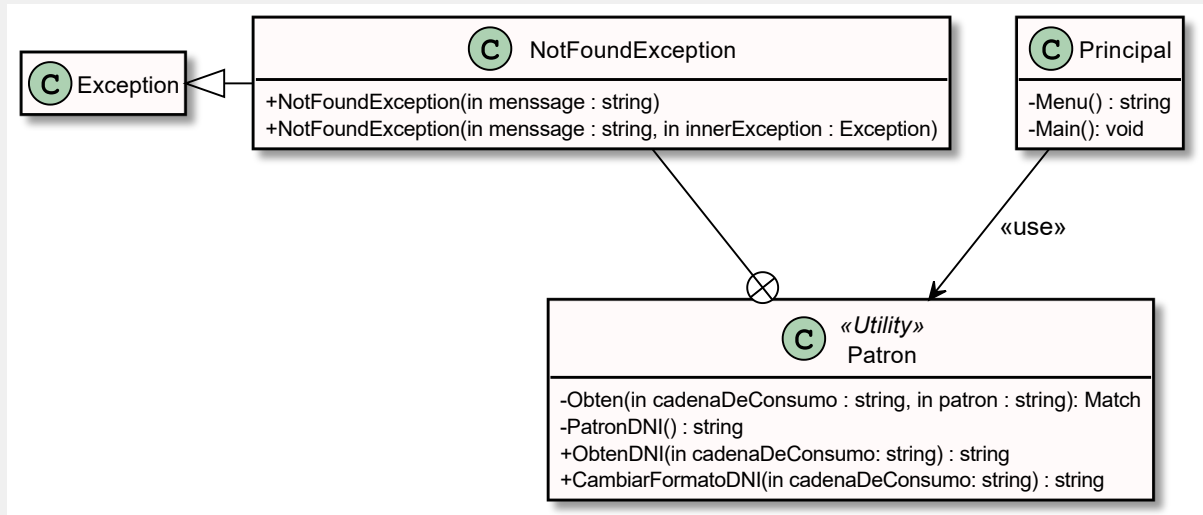 C Exception
C NotFoundException
+NotFoundException(in menssage : string)
+NotFoundException(in menssage : string, in innerException : Exception)
C Principal
-Menu() : string
-Main(): void
«use»
C «Utility»
Patron
-Obten(in cadenaDeConsumo : string, in patron : string): Match
-PatronDNI() : string
+ObtenDNI(in cadenaDeConsumo: string) : string
+CambiarFormatoDNI(in cadenaDeConsumo: string) : string